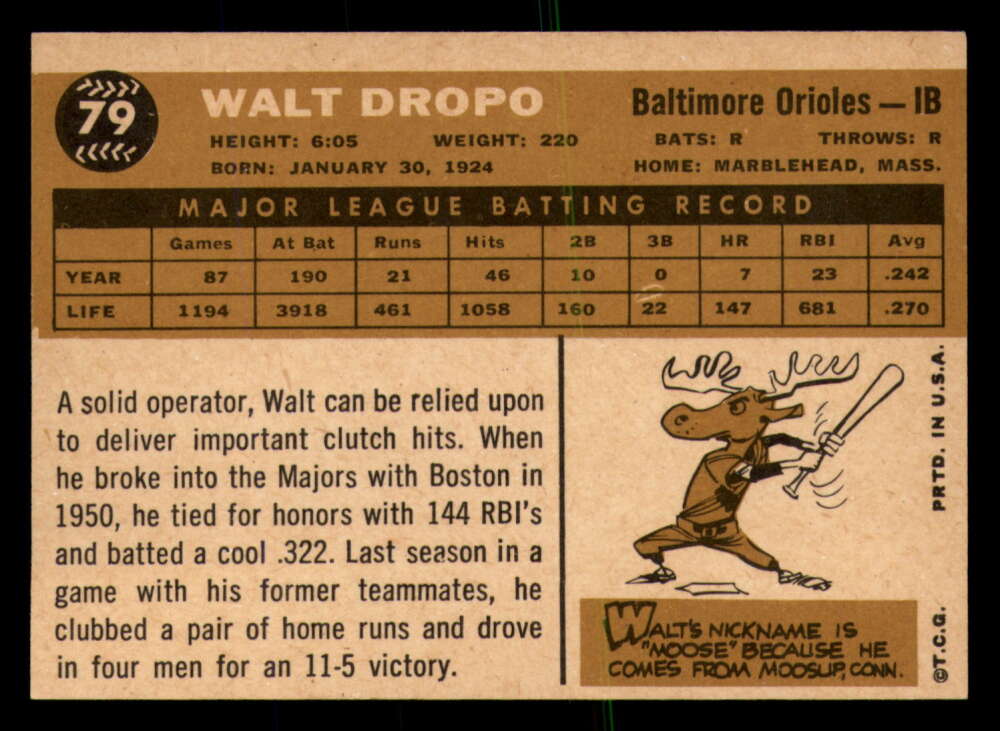 79
WALT DROPO
Baltimore Orioles — 1B
HEIGHT: 6:05 WEIGHT: 220 BATS: R THROWS: R
BORN: JANUARY 30, 1924 HOME: MARBLEHEAD, MASS.
MAJOR LEAGUE BATTING RECORD
Games At Bat Runs Hits 2B 3B HR RBI Avg
YEAR 87 190 21 46 10 0 7 23 .242
LIFE 1194 3918 461 1058 160 22 147 681 .270
A solid operator, Walt can be relied upon
to deliver important clutch hits. When
he broke into the Majors with Boston in
1950, he tied for honors with 144 RBI's
and batted a cool .322. Last season in a
game with his former teammates, he
clubbed a pair of home runs and drove
in four men for an 11-5 victory.
WALT'S NICKNAME IS
"MOOSE" BECAUSE HE
COMES FROM MOOSUP, CONN.
PRTD. IN U.S.A.
©T.C.G.